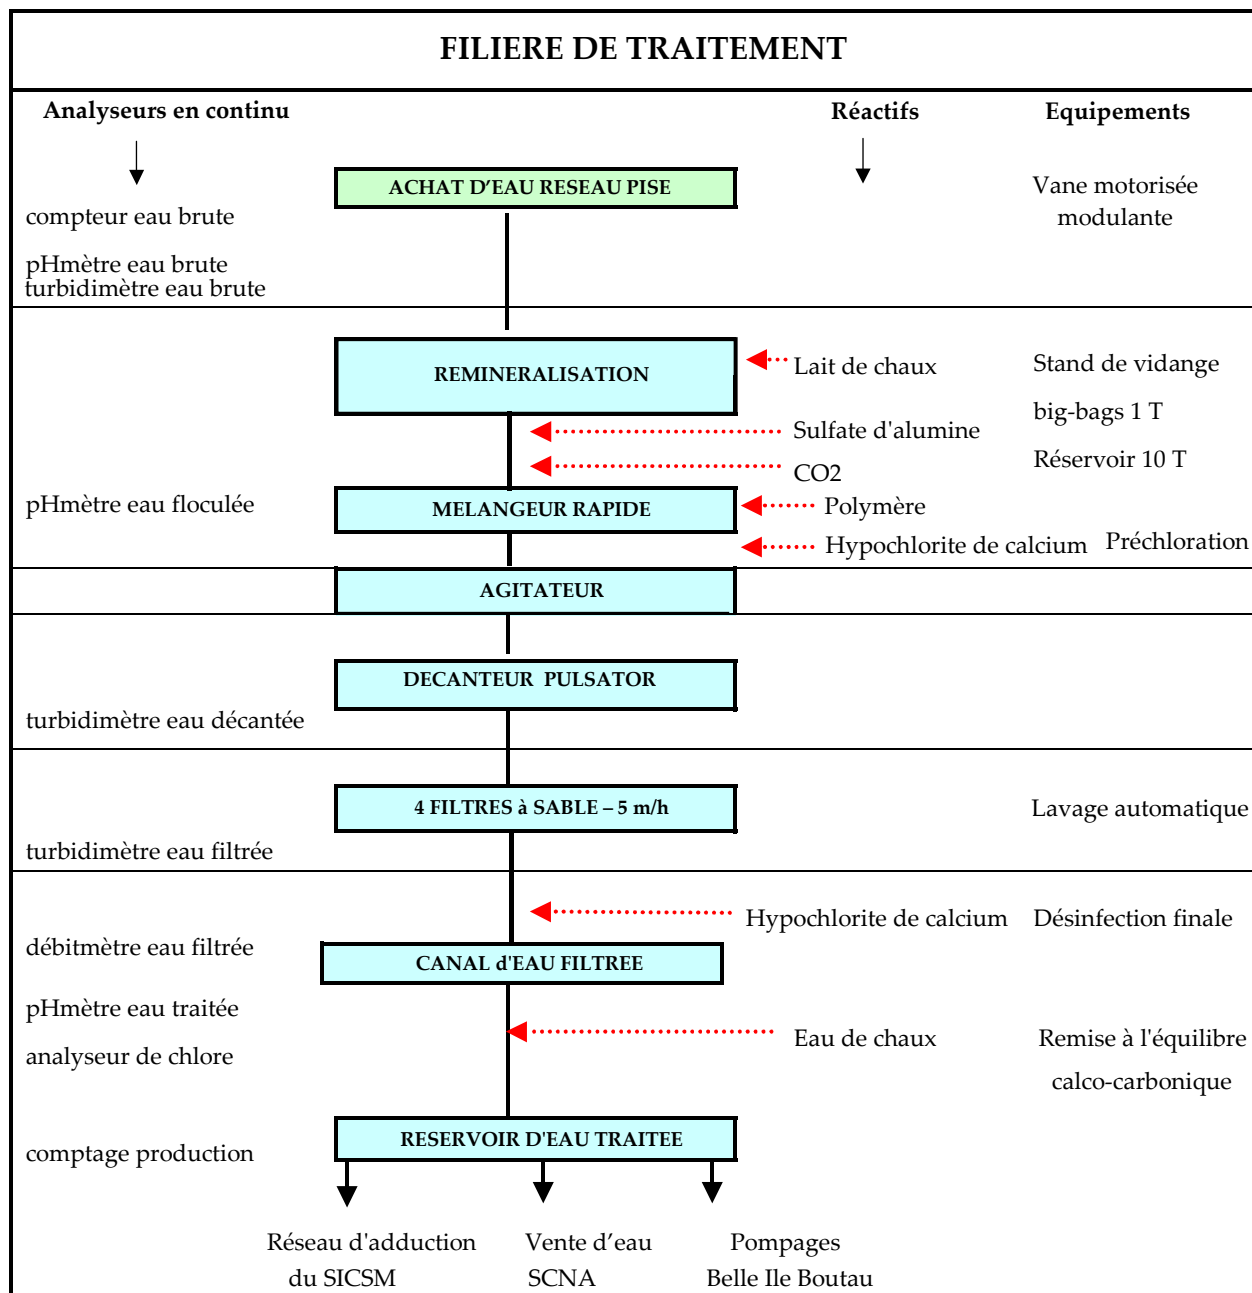 FILIERE DE TRAITEMENT
Analyseurs en continu
Réactifs
Equipements
ACHAT D’EAU RESEAU PISE
Vane motorisée
modulante
compteur eau brute
pHmètre eau brute
turbidimètre eau brute
REMINERALISATION
Lait de chaux
Stand de vidange
big-bags 1 T
Sulfate d'alumine
Réservoir 10 T
CO2
pHmètre eau floculée
MELANGEUR RAPIDE
Polymère
Hypochlorite de calcium
Préchloration
AGITATEUR
DECANTEUR PULSATOR
turbidimètre eau décantée
4 FILTRES à SABLE – 5 m/h
Lavage automatique
turbidimètre eau filtrée
Hypochlorite de calcium
Désinfection finale
débitmètre eau filtrée
CANAL d'EAU FILTREE
pHmètre eau traitée
analyseur de chlore
Eau de chaux
Remise à l'équilibre
calco-carbonique
RESERVOIR D'EAU TRAITEE
comptage production
Réseau d'adduction
du SICSM
Vente d’eau
SCNA
Pompages
Belle Ile Boutau